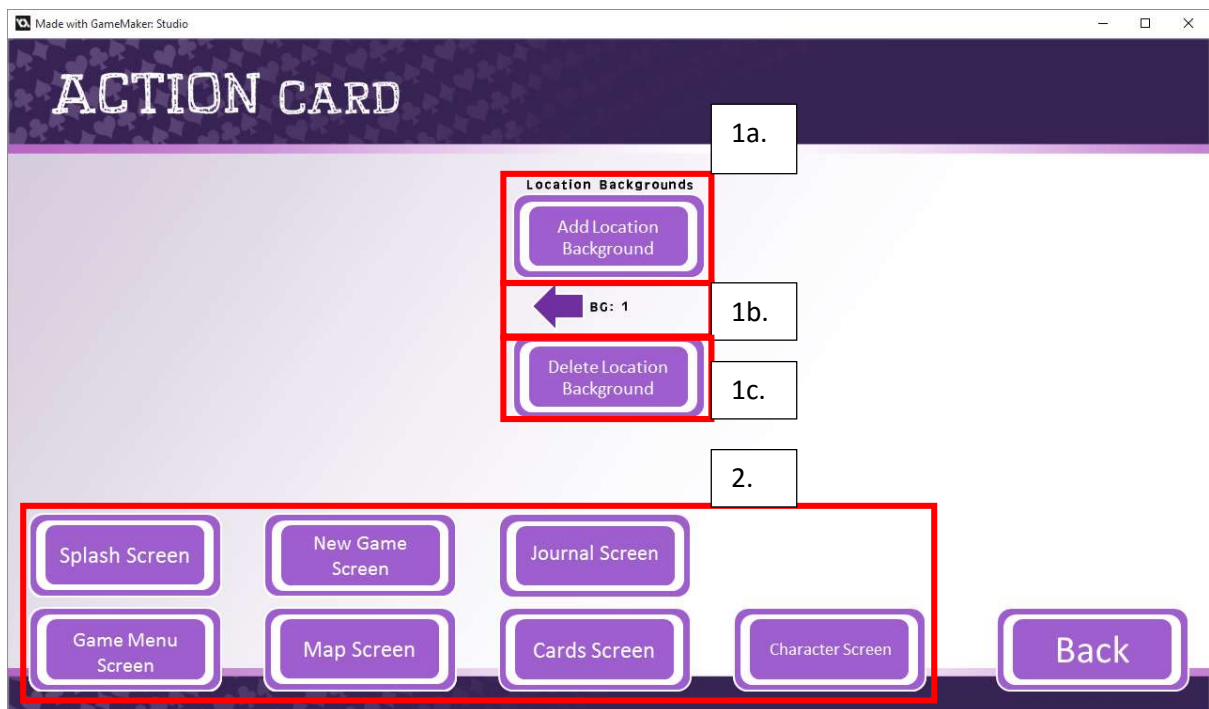 Made with GameMaker: Studio
ACTION CARD
1a.
Location Backgrounds
Add Location
Background
BG: 1
1b.
Delete Location
Background
1c.
2.
Splash Screen
New Game
Screen
Journal Screen
Game Menu
Screen
Map Screen
Cards Screen
Character Screen
Back